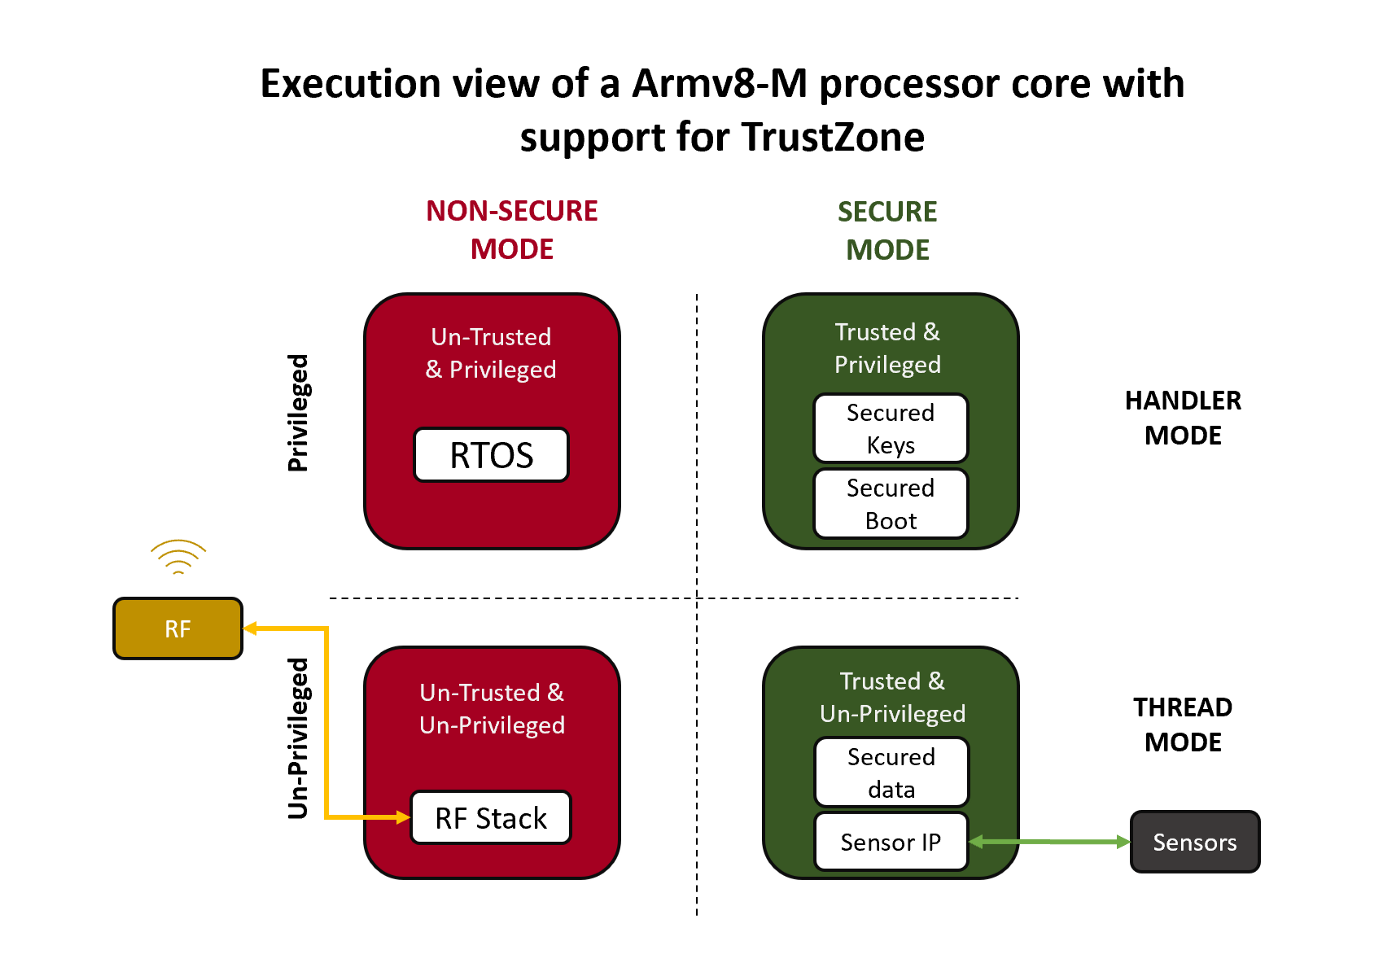 Execution view of a Armv8-M processor core with
support for TrustZone
NON-SECURE
MODE
SECURE
MODE
Privileged
Un-Trusted
& Privileged
RTOS
Trusted &
Privileged
Secured
Keys
Secured
Boot
HANDLER
MODE
RF
Un-Privileged
Un-Trusted &
Un-Privileged
RF Stack
Trusted &
Un-Privileged
Secured
data
Sensor IP
THREAD
MODE
Sensors